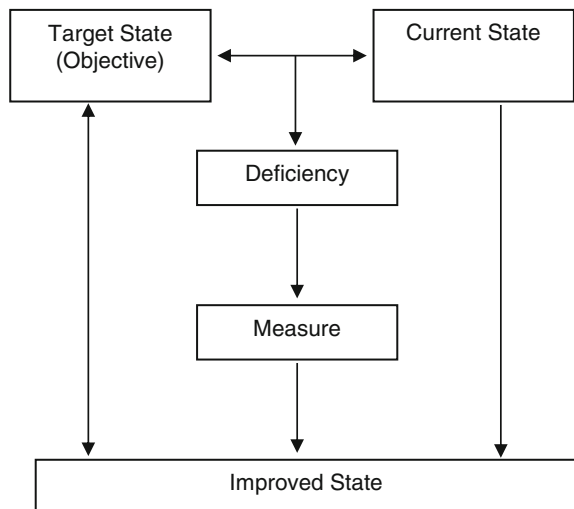 Target State
(Objective)
Current State
Deficiency
Measure
Improved State